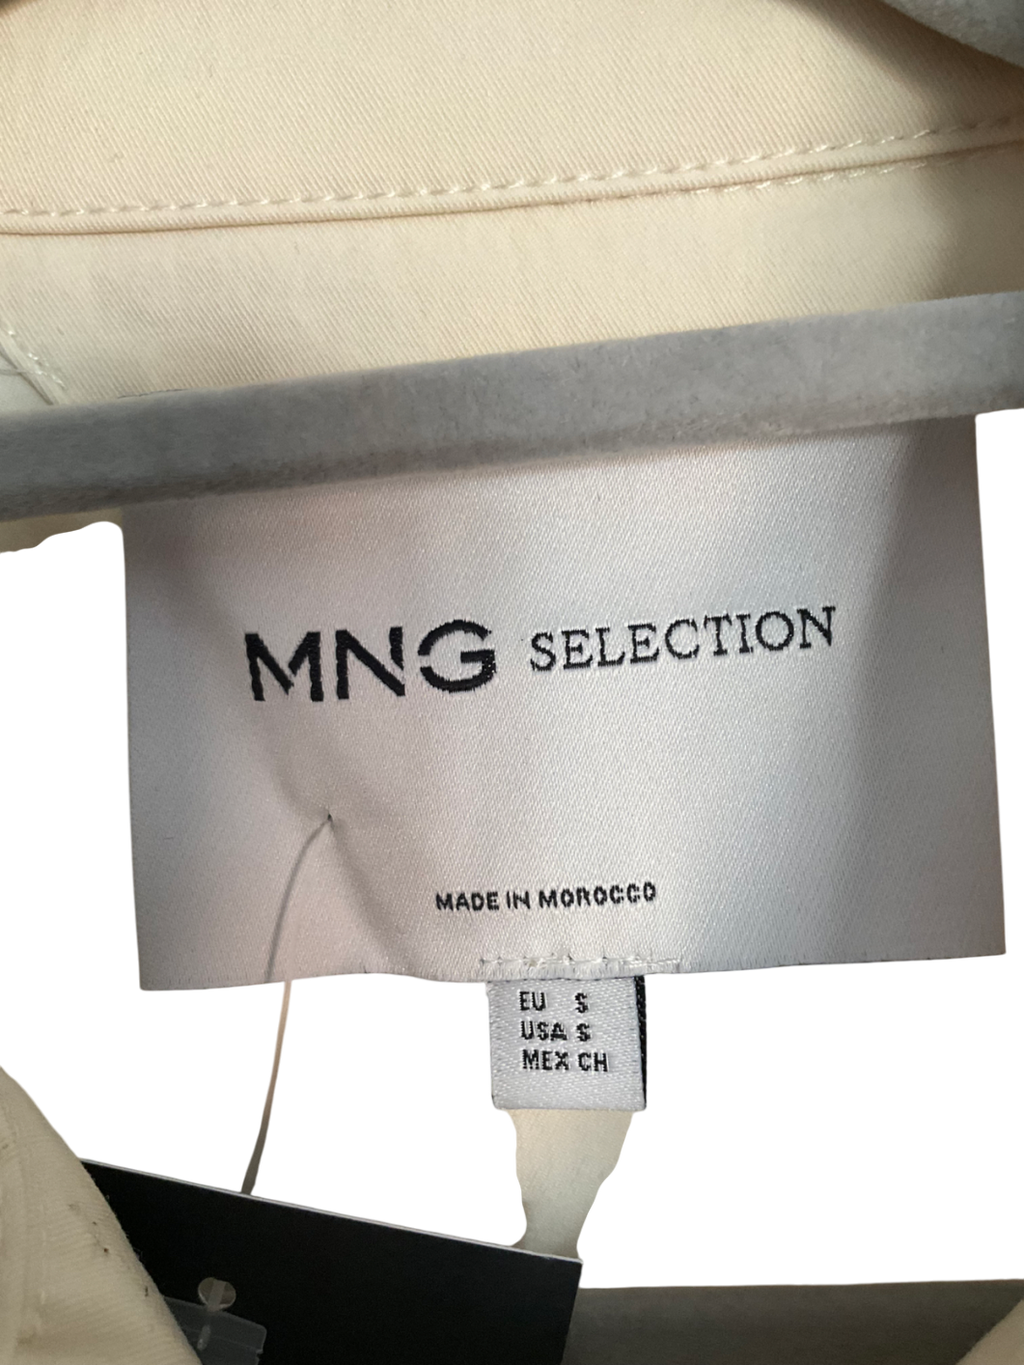 MNG SELECTION
MADE IN MOROCCO
EU S
USA S
MEX CH